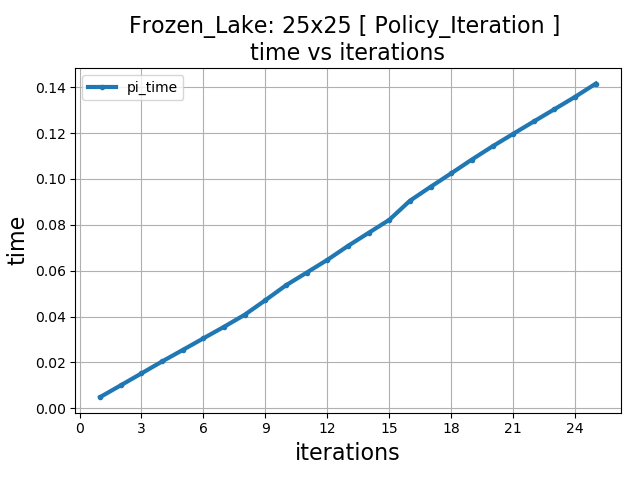 Frozen_Lake: 25x25 [ Policy_Iteration ]
time vs iterations
pi_time
0.14
0.12
0.10
0.08
0.06
0.04
0.02
0.00
time
0 3 6 9 12 15 18 21 24
iterations